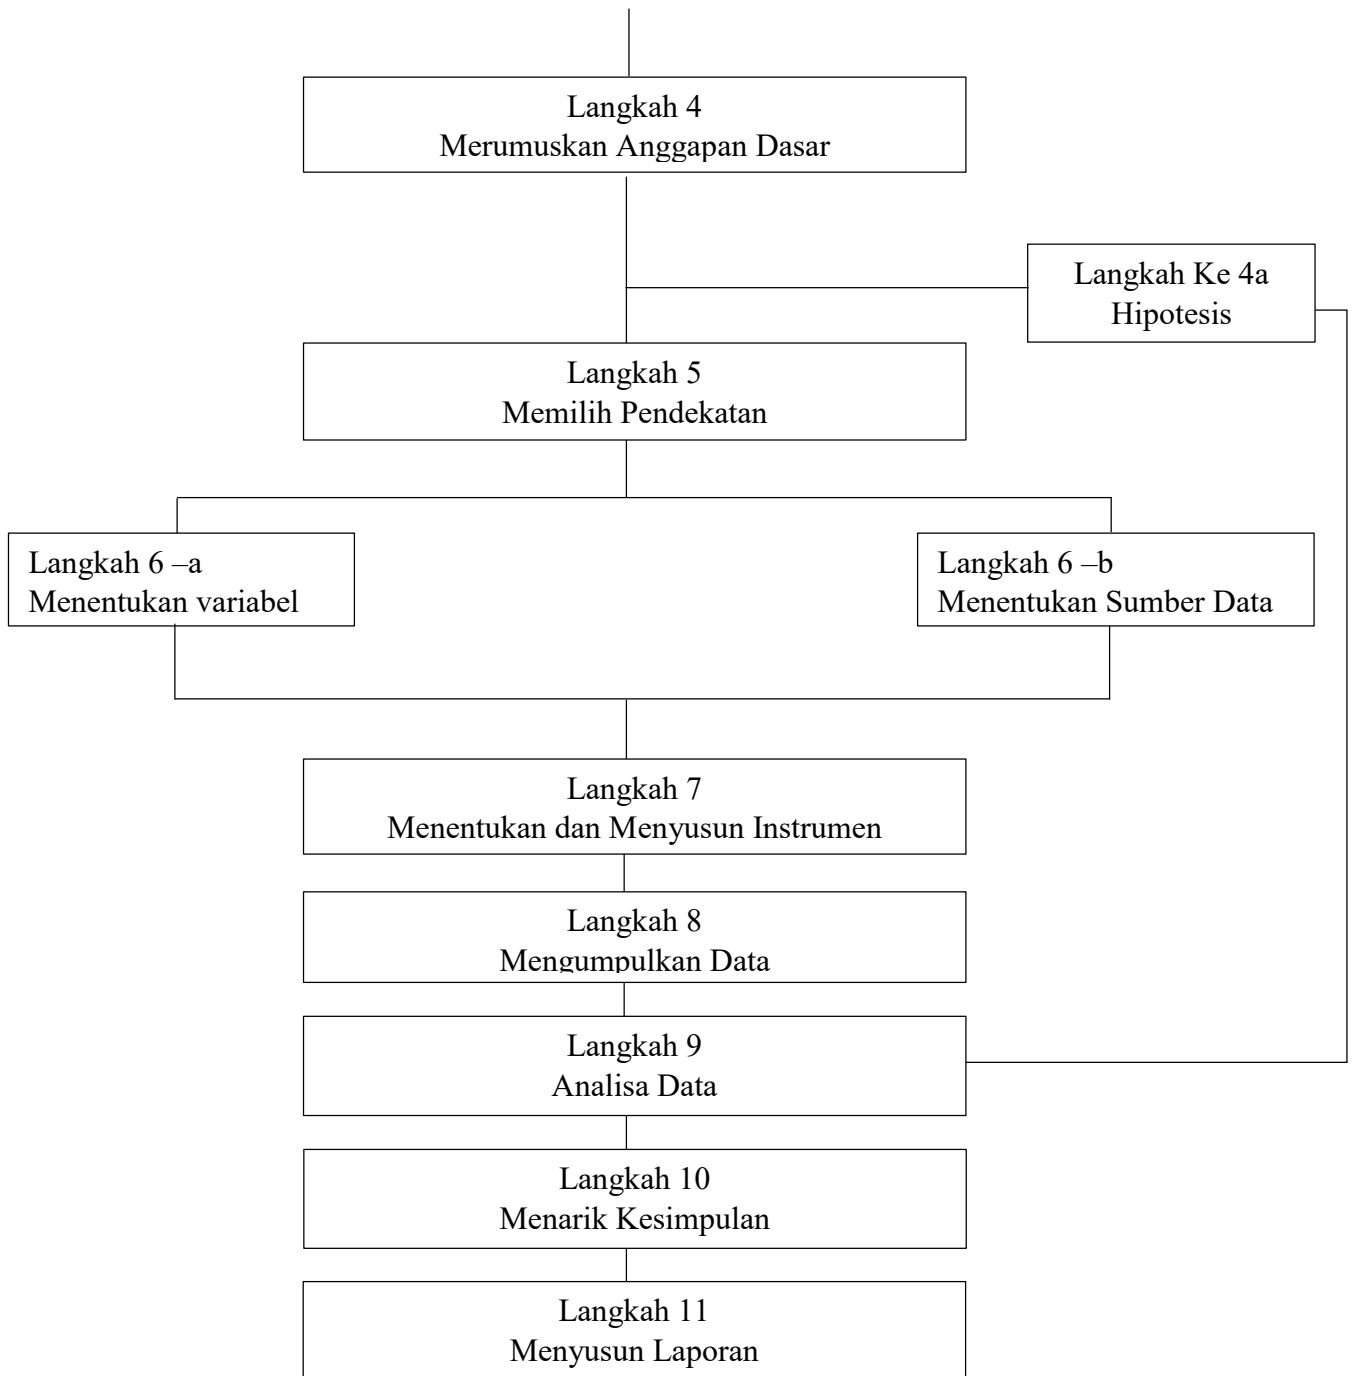 Langkah 4
Merumuskan Anggapan Dasar
Langkah Ke 4a
Hipotesis
Langkah 5
Memilih Pendekatan
Langkah 6 –a
Menentukan variabel
Langkah 6 –b
Menentukan Sumber Data
Langkah 7
Menentukan dan Menyusun Instrumen
Langkah 8
Mengumpulkan Data
Langkah 9
Analisa Data
Langkah 10
Menarik Kesimpulan
Langkah 11
Menyusun Laporan